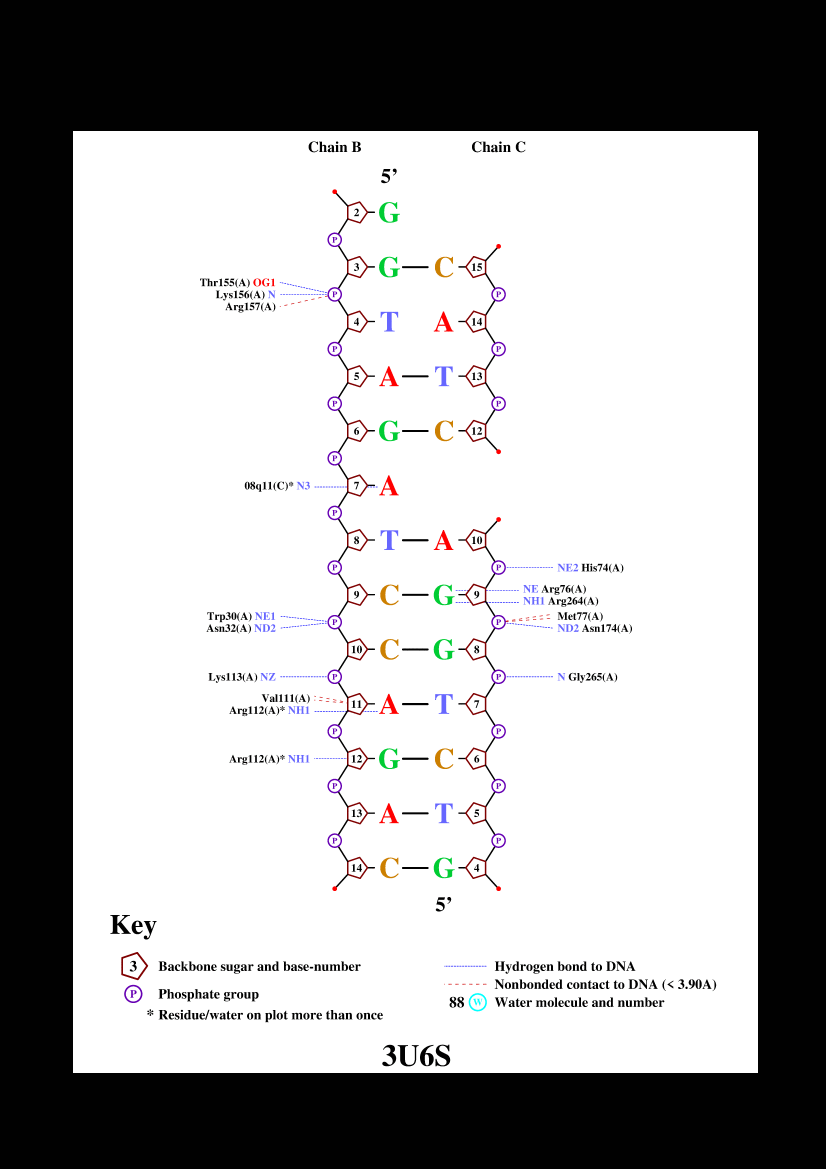 Chain B Chain C
5’
2 G
P
3 G C 15
Thr155(A) OG1
Lys156(A) N P P
Arg157(A)
4 T A 14
P P
5 A T 13
P P
6 G C 12
P
08q11(C)* N3 7 A
P
8 T A 10
P P NE2 His74(A)
9 C G 9 NE Arg76(A)
NH1 Arg264(A)
Trp30(A) NE1 P P Met77(A)
Asn32(A) ND2 ND2 Asn174(A)
10 C G 8
Lys113(A) NZ P P N Gly265(A)
Val111(A) 11 A T 7
Arg112(A)* NH1
P P
Arg112(A)* NH1 12 G C 6
P P
13 A T 5
P P
14 C G 4
5’
Key
3 Backbone sugar and base-number Hydrogen bond to DNA
Nonbonded contact to DNA (< 3.90A)
P Phosphate group 88 W Water molecule and number
* Residue/water on plot more than once
3U6S